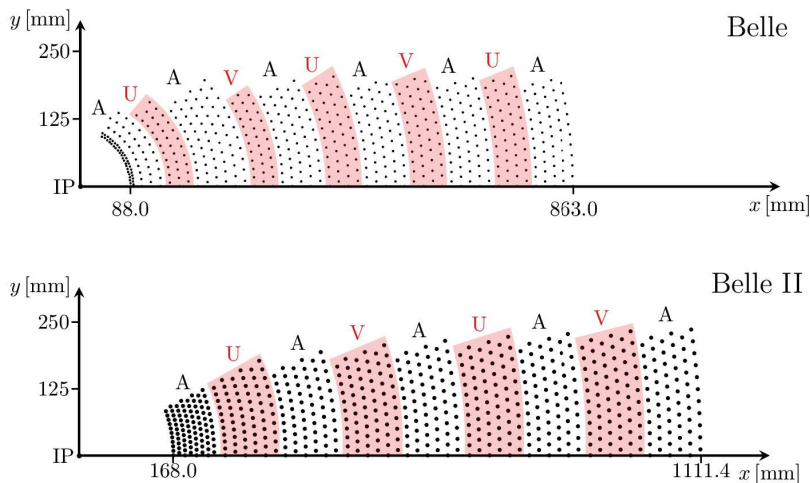 y [mm]
Belle
250
A U A V A U A V A U A
125
IP
88.0
863.0
x [mm]
y [mm]
Belle II
250
A U A V A U A V A
125
IP
168.0
1111.4
x [mm]